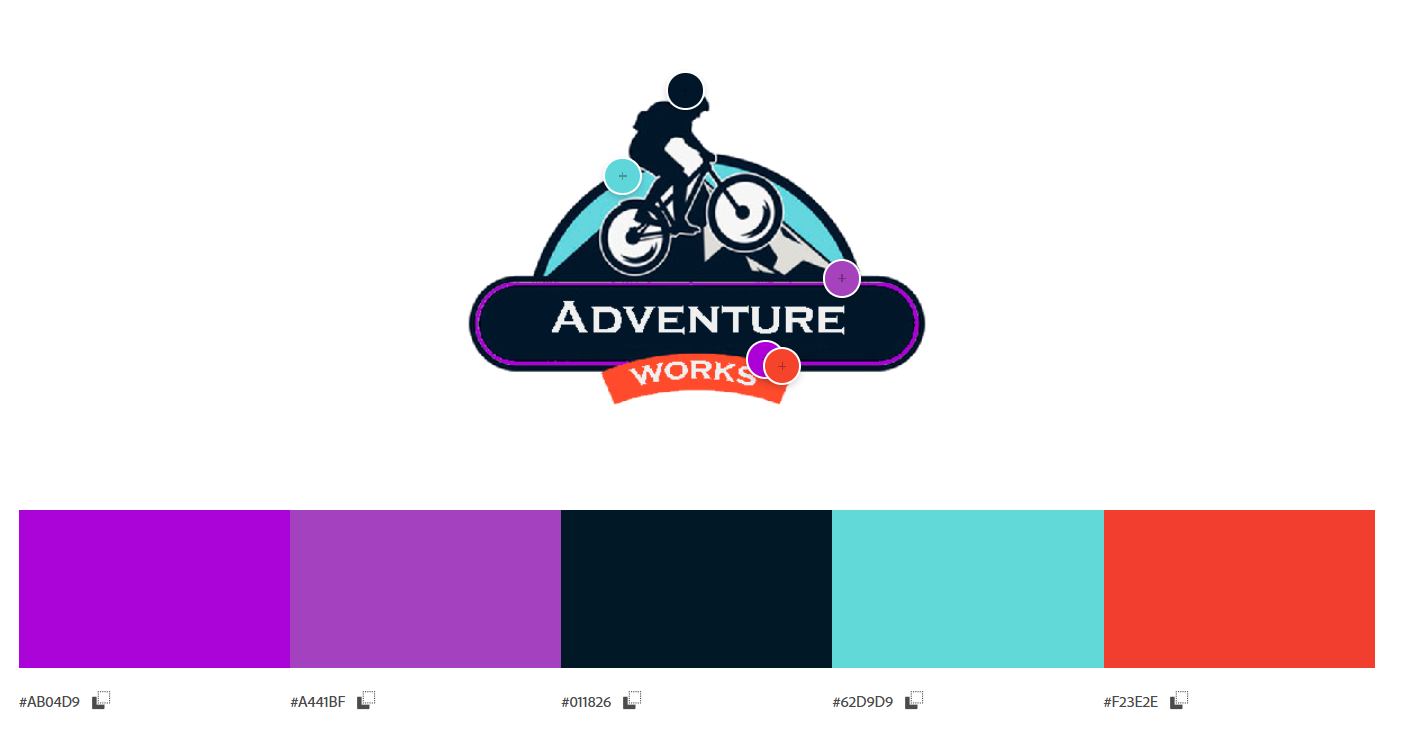 ADVENTURE
WORKS
#AB04D9
#A441BF
#011826
#62D9D9
#F23E2E